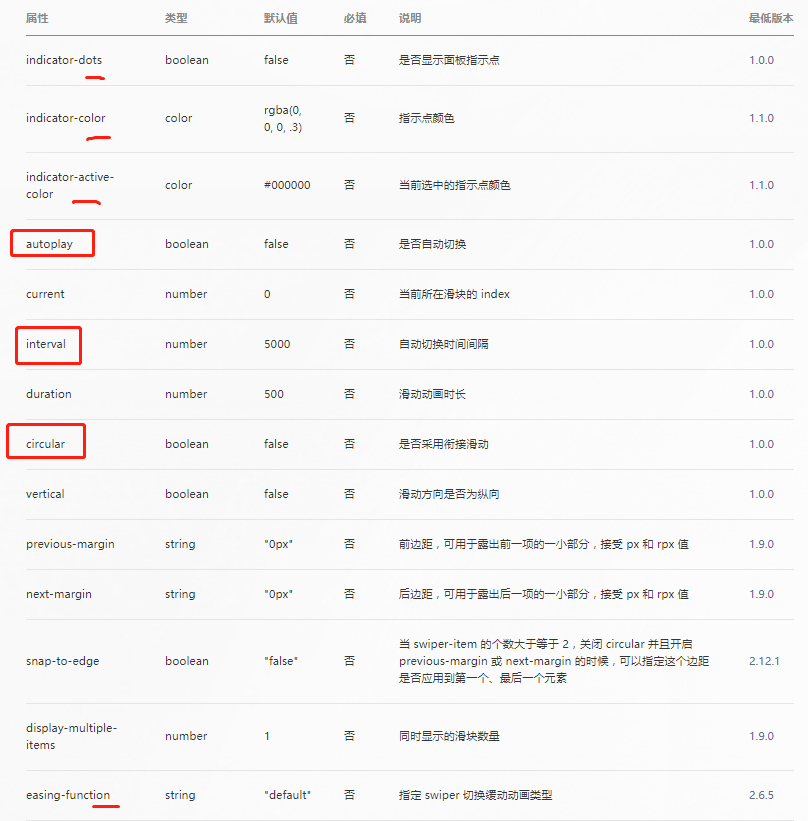 属性 类型 默认值 必填 说明 最低版本
indicator-dots boolean false 否 是否显示面板指示点 1.0.0
indicator-color color rgba(0, 0, 0, .3) 否 指示点颜色 1.1.0
indicator-active-color color #000000 否 当前选中的指示点颜色 1.1.0
autoplay boolean false 否 是否自动切换 1.0.0
current number 0 否 当前所在滑块的 index 1.0.0
interval number 5000 否 自动切换时间间隔 1.0.0
duration number 500 否 滑动动画时长 1.0.0
circular boolean false 否 是否采用衔接滑动 1.0.0
vertical boolean false 否 滑动方向是否为纵向 1.0.0
previous-margin string "0px" 否 前边距，可用于露出前一项的一小部分，接受 px 和 rpx 值 1.9.0
next-margin string "0px" 否 后边距，可用于露出后一项的一小部分，接受 px 和 rpx 值 1.9.0
snap-to-edge boolean "false" 否 当 swiper-item 的个数大于等于 2，关闭 circular 并且开启
previous-margin 或 next-margin 的时候，可以指定这个边距
是否应用到第一个、最后一个元素 2.12.1
display-multiple-items number 1 否 同时显示的滑块数量 1.9.0
easing-function string "default" 否 指定 swiper 切换缓动动画类型 2.6.5